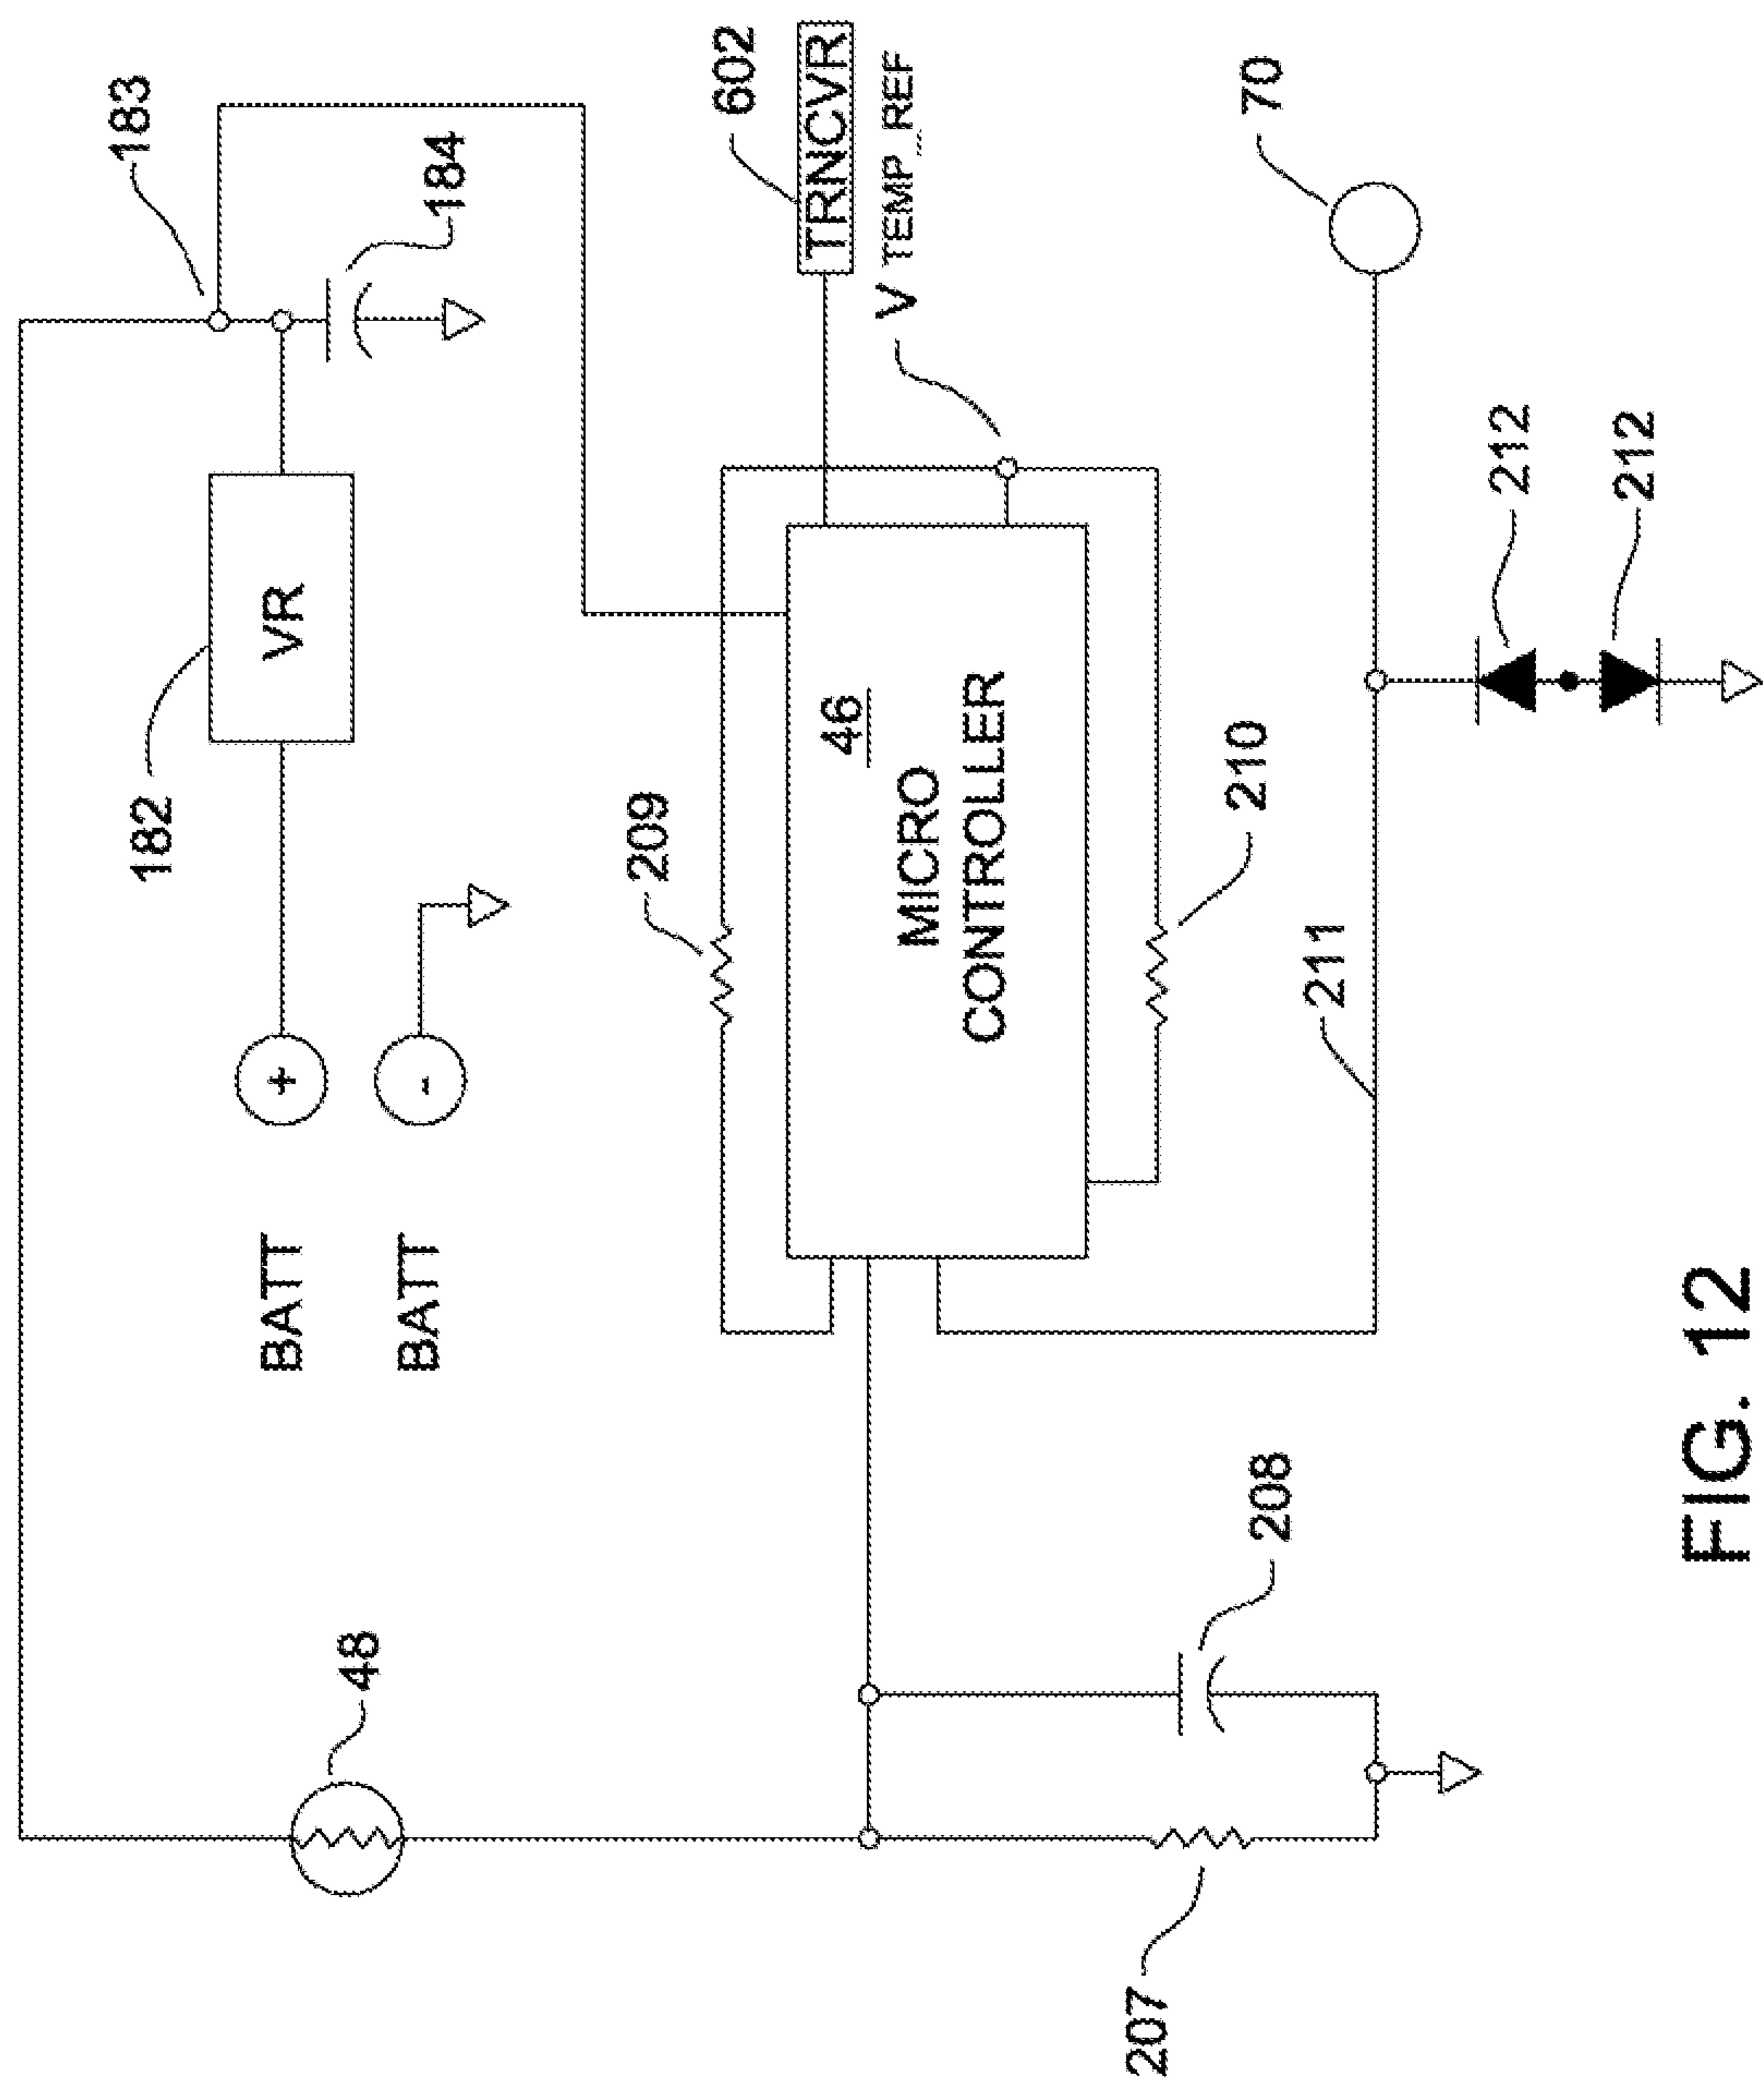 183
182
BATT +
VR
48
BATT -
184
209
602
TRNCVR
46
V TEMP_REF
MICRO
CONTROLLER
207
208
210
70
211
212
212
FIG. 12